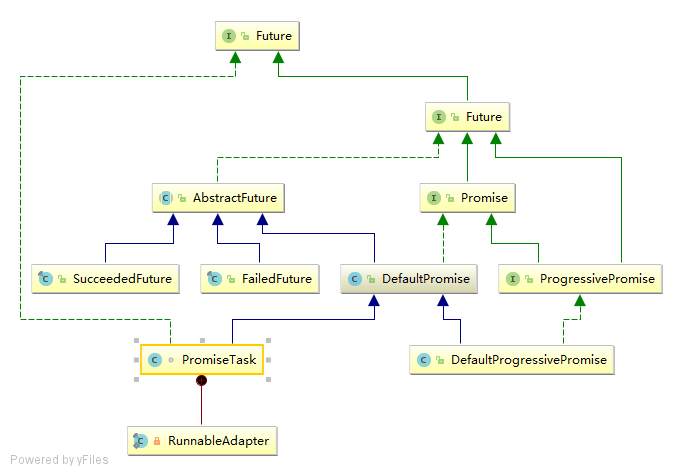 I Future
I Future
C AbstractFuture
I Promise
C SucceededFuture
C FailedFuture
C DefaultPromise
I ProgressivePromise
C PromiseTask
C DefaultProgressivePromise
C RunnableAdapter
Powered by yFiles